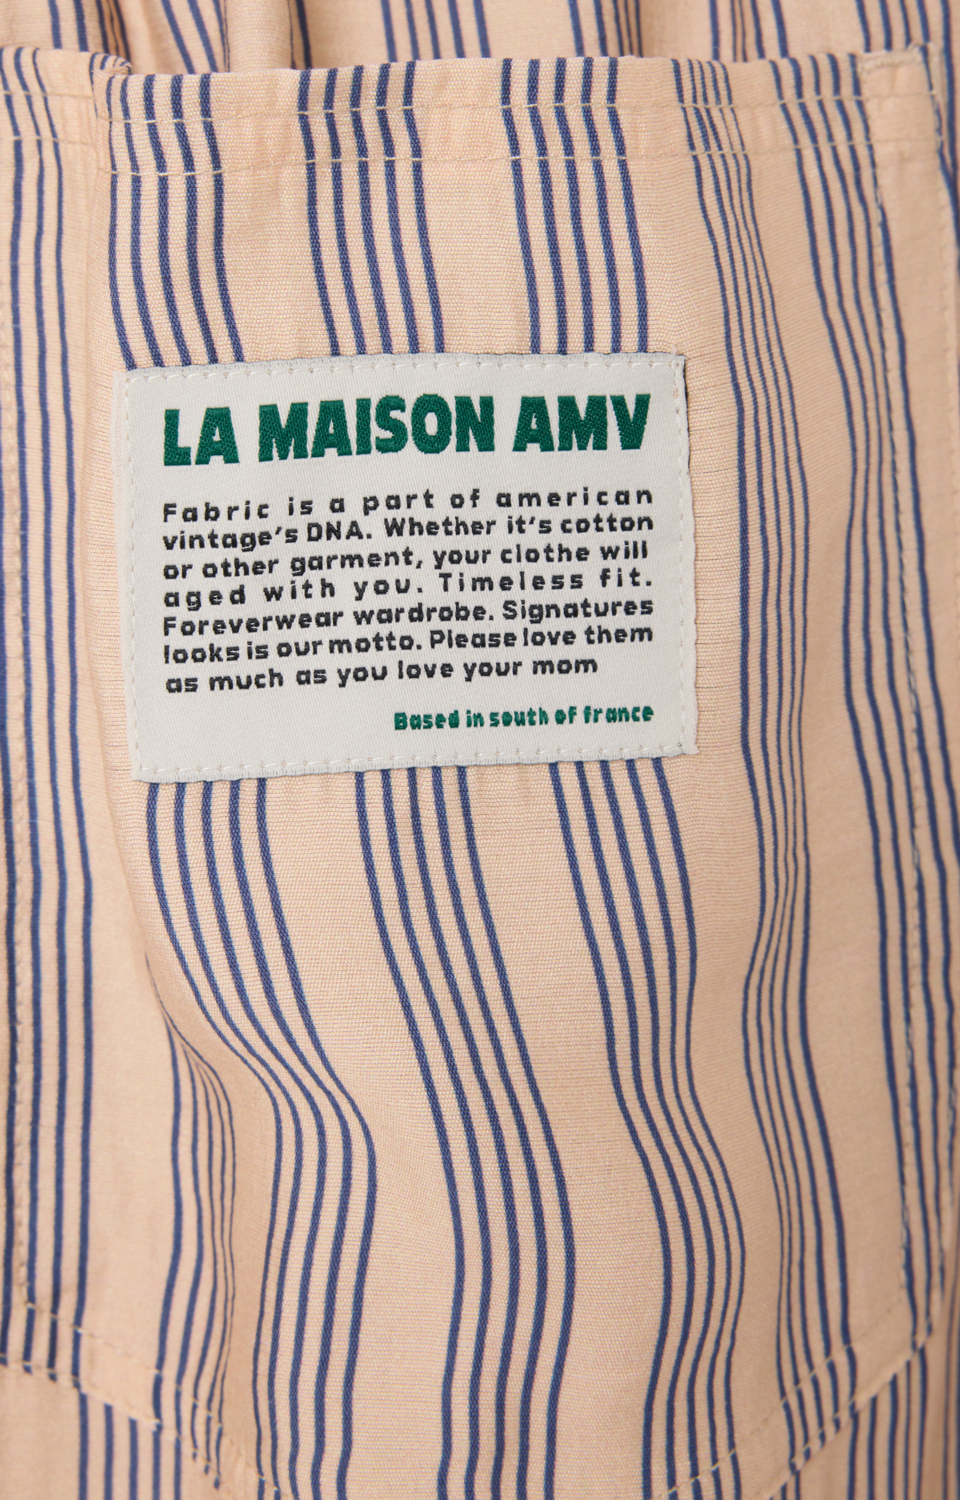 LA MAISON AMV
Fabric is a part of american
vintage's DNA. Whether it's cotton
or other garment, your clothe will
aged with you. Timeless fit.
Foreverwear wardrobe. Signatures
looks is our motto. Please love them
as much as you love your mom
Based in south of france